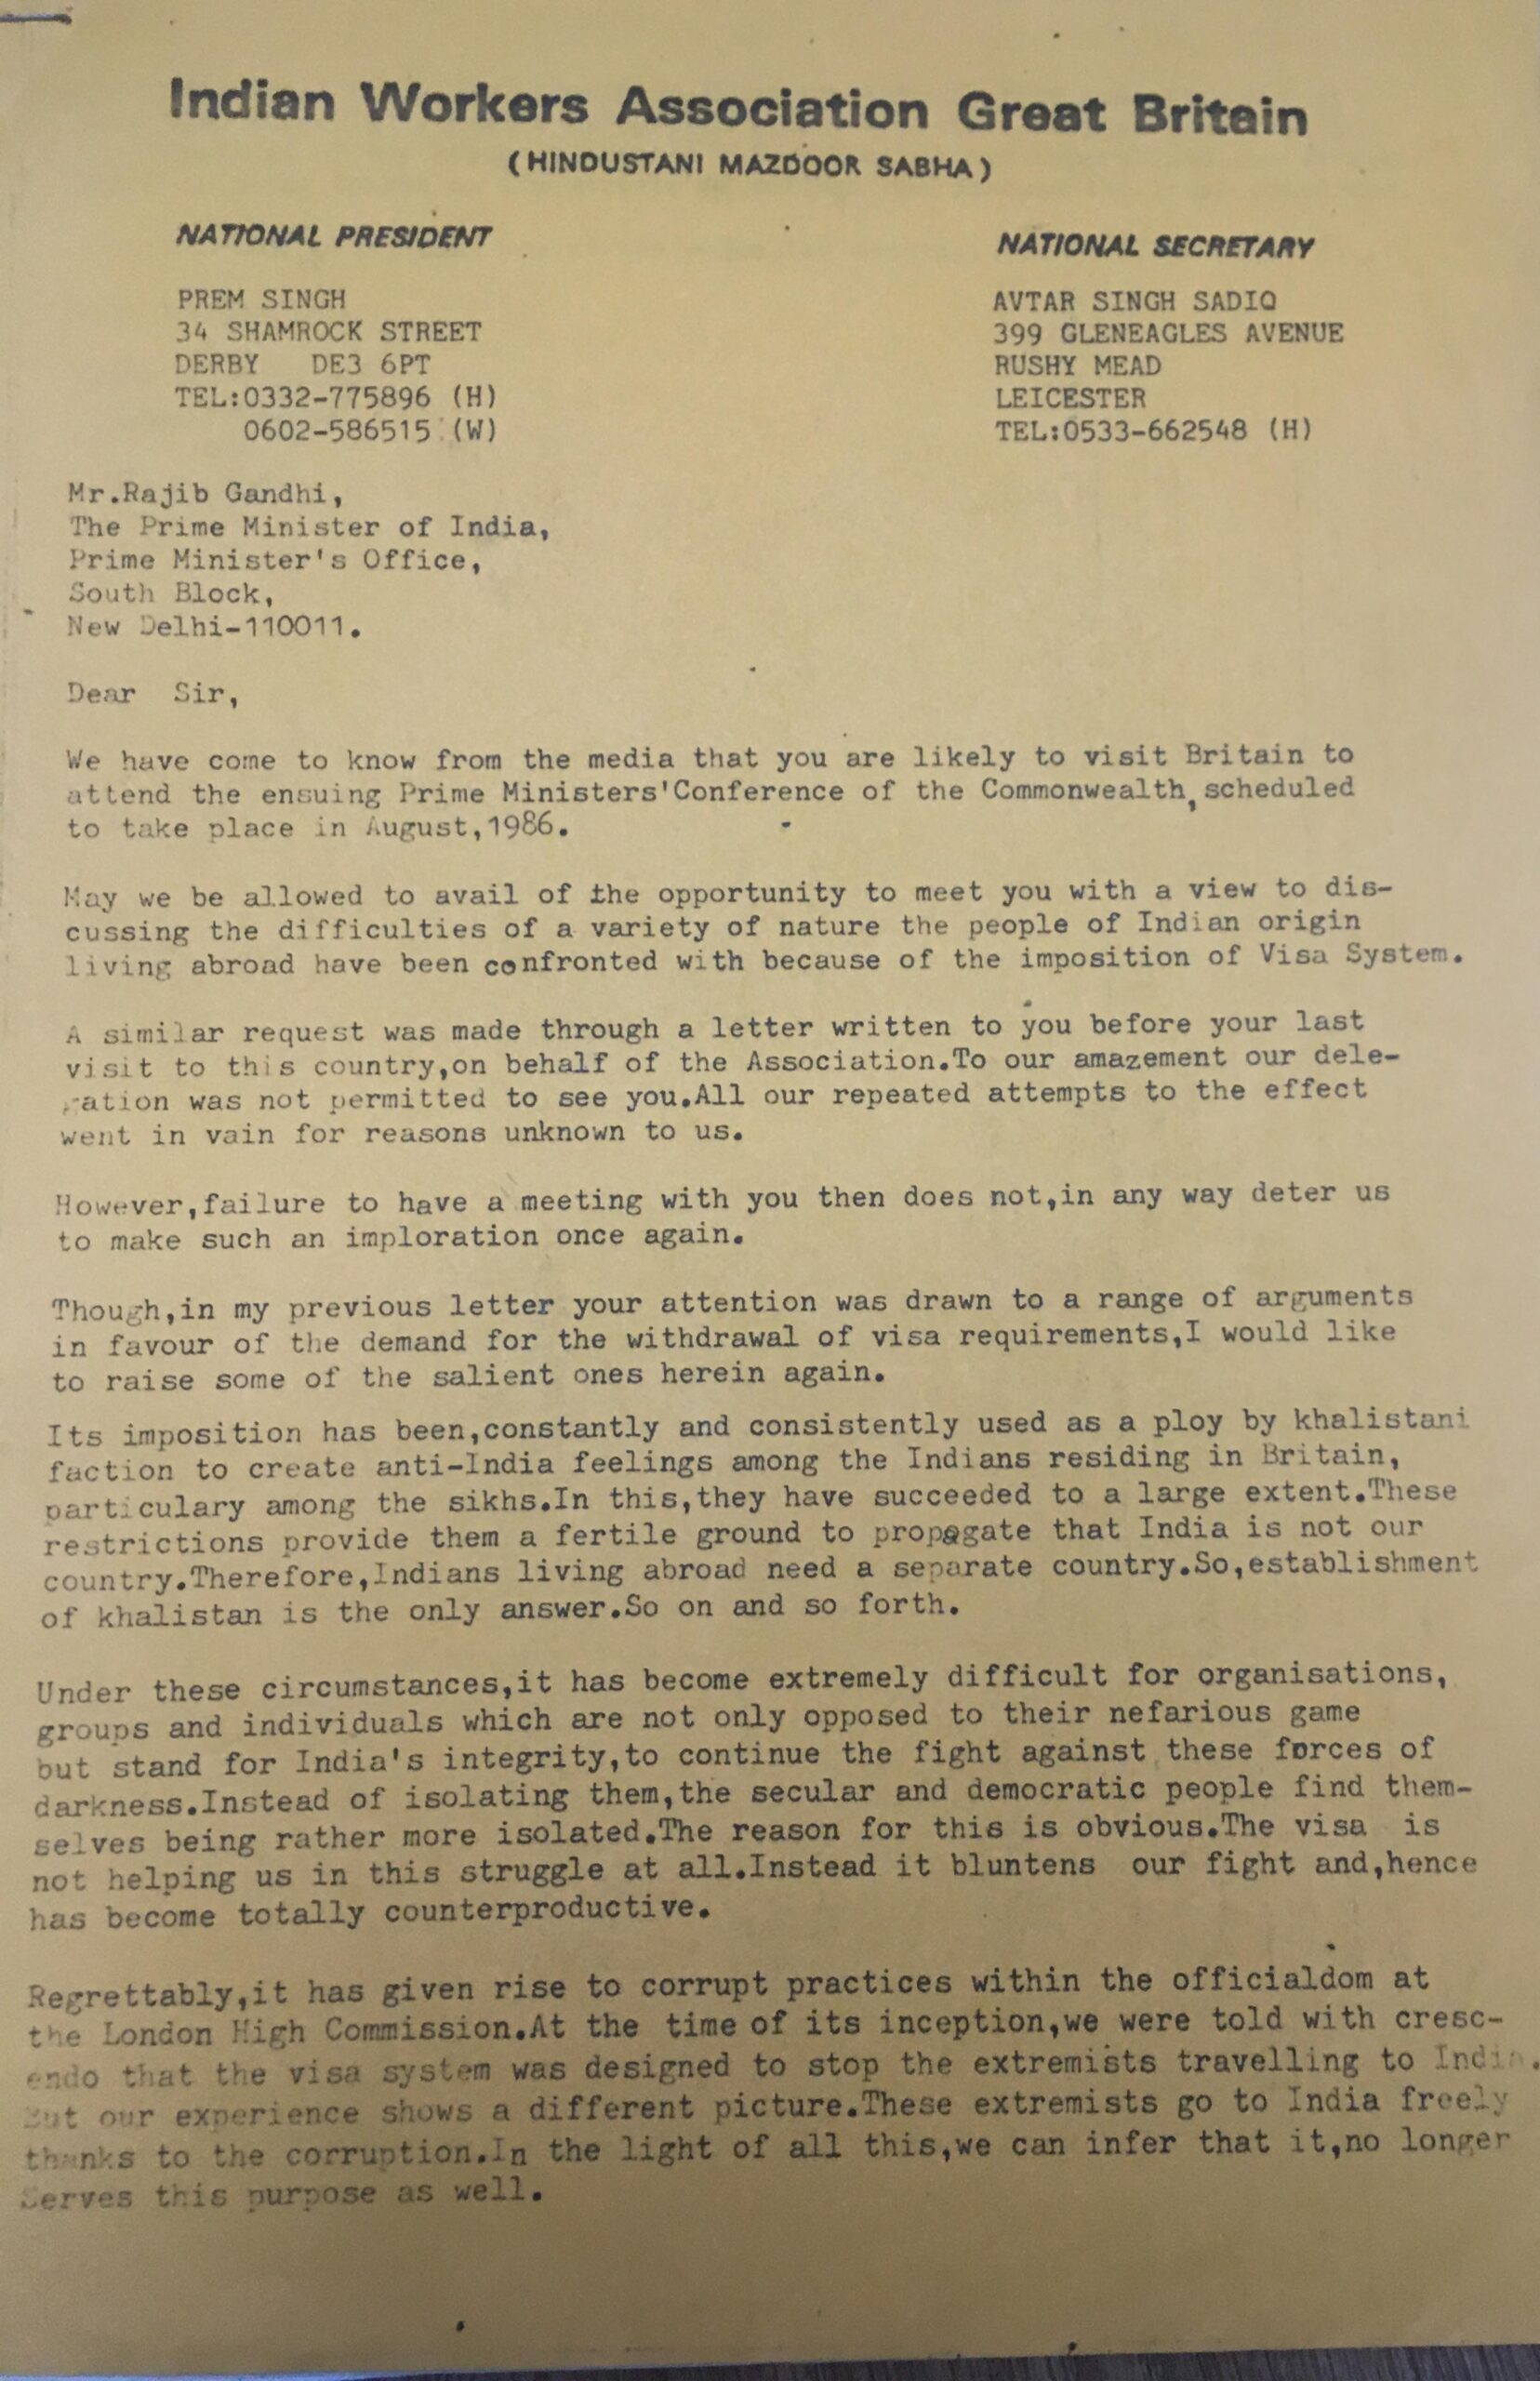 Indian Workers Association Great Britain
(HINDUSTANI MAZDOOR SABHA)
NATIONAL PRESIDENT
PREM SINGH
34 SHAMROCK STREET
DERBY DE3 6PT
TEL:0332-775896 (H)
0602-586515 (W)
NATIONAL SECRETARY
AVTAR SINGH SADIQ
399 GLENEAGLES AVENUE
RUSHY MEAD
LEICESTER
TEL:0533-662548 (H)
Mr.Rajib Gandhi,
The Prime Minister of India,
Prime Minister's Office,
South Block,
New Delhi-110011.
Dear Sir,
We have come to know from the media that you are likely to visit Britain to
attend the ensuing Prime Ministers'Conference of the Commonwealth,scheduled
to take place in August,1986.
May we be allowed to avail of the opportunity to meet you with a view to dis-
cussing the difficulties of a variety of nature the people of Indian origin
living abroad have been confronted with because of the imposition of Visa System.
A similar request was made through a letter written to you before your last
visit to this country,on behalf of the Association.To our amazement our dele-
gation was not permitted to see you.All our repeated attempts to the effect
went in vain for reasons unknown to us.
However,failure to have a meeting with you then does not,in any way deter us
to make such an imploration once again.
Though,in my previous letter your attention was drawn to a range of arguments
in favour of the demand for the withdrawal of visa requirements,I would like
to raise some of the salient ones herein again.
Its imposition has been,constantly and consistently used as a ploy by khalistani
faction to create anti-India feelings among the Indians residing in Britain,
particulary among the sikhs.In this,they have succeeded to a large extent.These
restrictions provide them a fertile ground to propagate that India is not our
country.Therefore,Indians living abroad need a separate country.So,establishment
of khalistan is the only answer.So on and so forth.
Under these circumstances,it has become extremely difficult for organisations,
groups and individuals which are not only opposed to their nefarious game
but stand for India's integrity,to continue the fight against these forces of
darkness.Instead of isolating them,the secular and democratic people find them-
selves being rather more isolated.The reason for this is obvious.The visa is
not helping us in this struggle at all.Instead it bluntens our fight and,hence
has become totally counterproductive.
Regrettably,it has given rise to corrupt practices within the officialdom at
the London High Commission.At the time of its inception,we were told with cresc-
endo that the visa system was designed to stop the extremists travelling to India.
But our experience shows a different picture.These extremists go to India freely
thanks to the corruption.In the light of all this,we can infer that it,no longer
Serves this purpose as well.